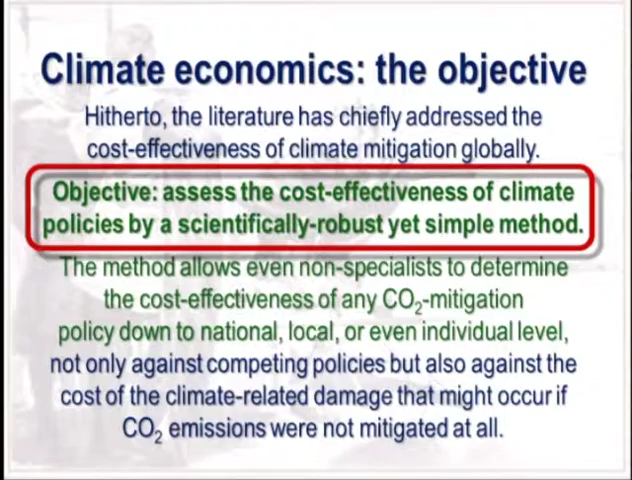 Climate economics: the objective
Hitherto, the literature has chiefly addressed the
cost-effectiveness of climate mitigation globally.
Objective: assess the cost-effectiveness of climate
policies by a scientifically-robust yet simple method.
The method allows even non-specialists to determine
the cost-effectiveness of any CO₂-mitigation
policy down to national, local, or even individual level,
not only against competing policies but also against the
cost of the climate-related damage that might occur if
CO₂ emissions were not mitigated at all.